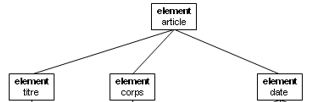 element
article
element
titre
element
corps
element
date